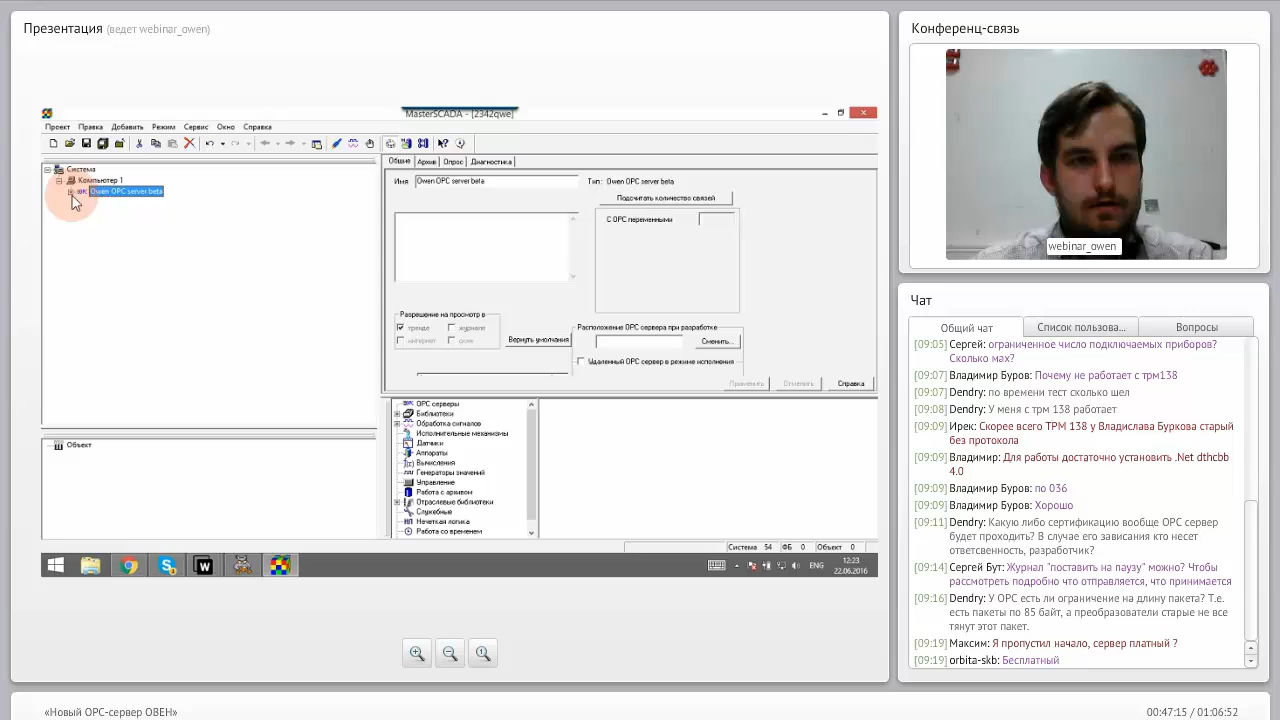 Презентация (ведет webinar_owen)
MasterSCADA - [2342qwe]
Проект Правка Добавить Режим Сервис Окно Справка
Система
Компьютер 1
Owen OPC server beta
Общие Архив Опрос Диагностика
Имя Owen OPC server beta Тип: Owen OPC server beta
Подсчитать количество связей
С OPC переменными
Разрешение на просмотр в
тренде журнале
интернет
Вернуть умолчания
Расположение OPC сервера при разработке
Сменить...
Удаленный OPC сервер в режиме исполнения
Применить Отменить Справка
Объект
OPC серверы
Библиотеки
Обработка сигналов
Исполнительные механизмы
Датчики
Аппараты
Вычисления
Генераторы значений
Управление
Работа с архивом
Отраслевые библиотеки
Служебные
Нечеткая логика
Работа со временем
Система 54 ФБ 0 Объект 0
ENG
12:23
22.06.2016
Конференц-связь
webinar_owen
Чат
Общий чат Список пользова... Вопросы
[09:05] Сергей: ограниченное число подключаемых приборов?
Сколько мах?
[09:07] Владимир Буров: Почему не работает с трм138
[09:07] Dendry: по времени тест сколько шел
[09:08] Dendry: У меня с трм 138 работает
[09:09] Ирек: Скорее всего ТРМ 138 у Владислава Буркова старый
без протокола
[09:09] Владимир: Для работы достаточно установить .Net dthcbb
4.0
[09:09] Владимир Буров: по 036
[09:09] Владимир Буров: Хорошо
[09:11] Dendry: Какую либо сертификацию вообще OPC сервер
будет проходить? В случае его зависания кто несет
ответсвенность, разработчик?
[09:14] Сергей Бут: Журнал "поставить на паузу" можно? Чтобы
рассмотреть подробно что отправляется, что принимается
[09:16] Dendry: У OPC есть ли ограничение на длину пакета? Т.е.
есть пакеты по 85 байт, а преобразователи старые не все
тянут этот пакет.
[09:19] Максим: Я пропустил начало, сервер платный ?
[09:19] orbita-skb: Бесплатный
«Новый OPC-сервер ОВЕН»
00:47:15 / 01:06:52